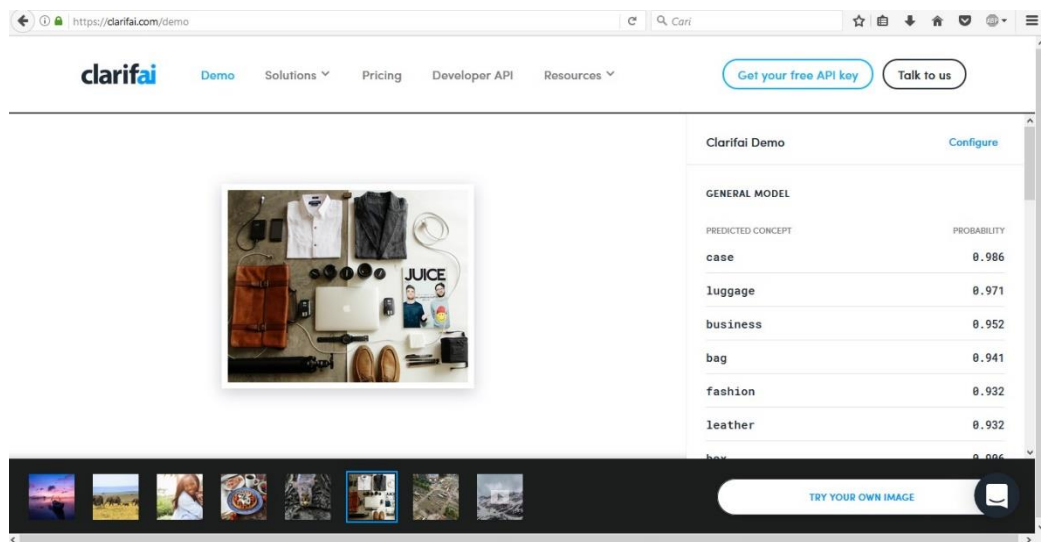 https://clarifai.com/demo
Cari
clarifai
Demo Solutions Pricing Developer API Resources
Get your free API key
Talk to us
Clarifai Demo Configure
GENERAL MODEL
PREDICTED CONCEPT PROBABILITY
case 0.986
luggage 0.971
business 0.952
bag 0.941
fashion 0.932
leather 0.932
JUICE
TRY YOUR OWN IMAGE